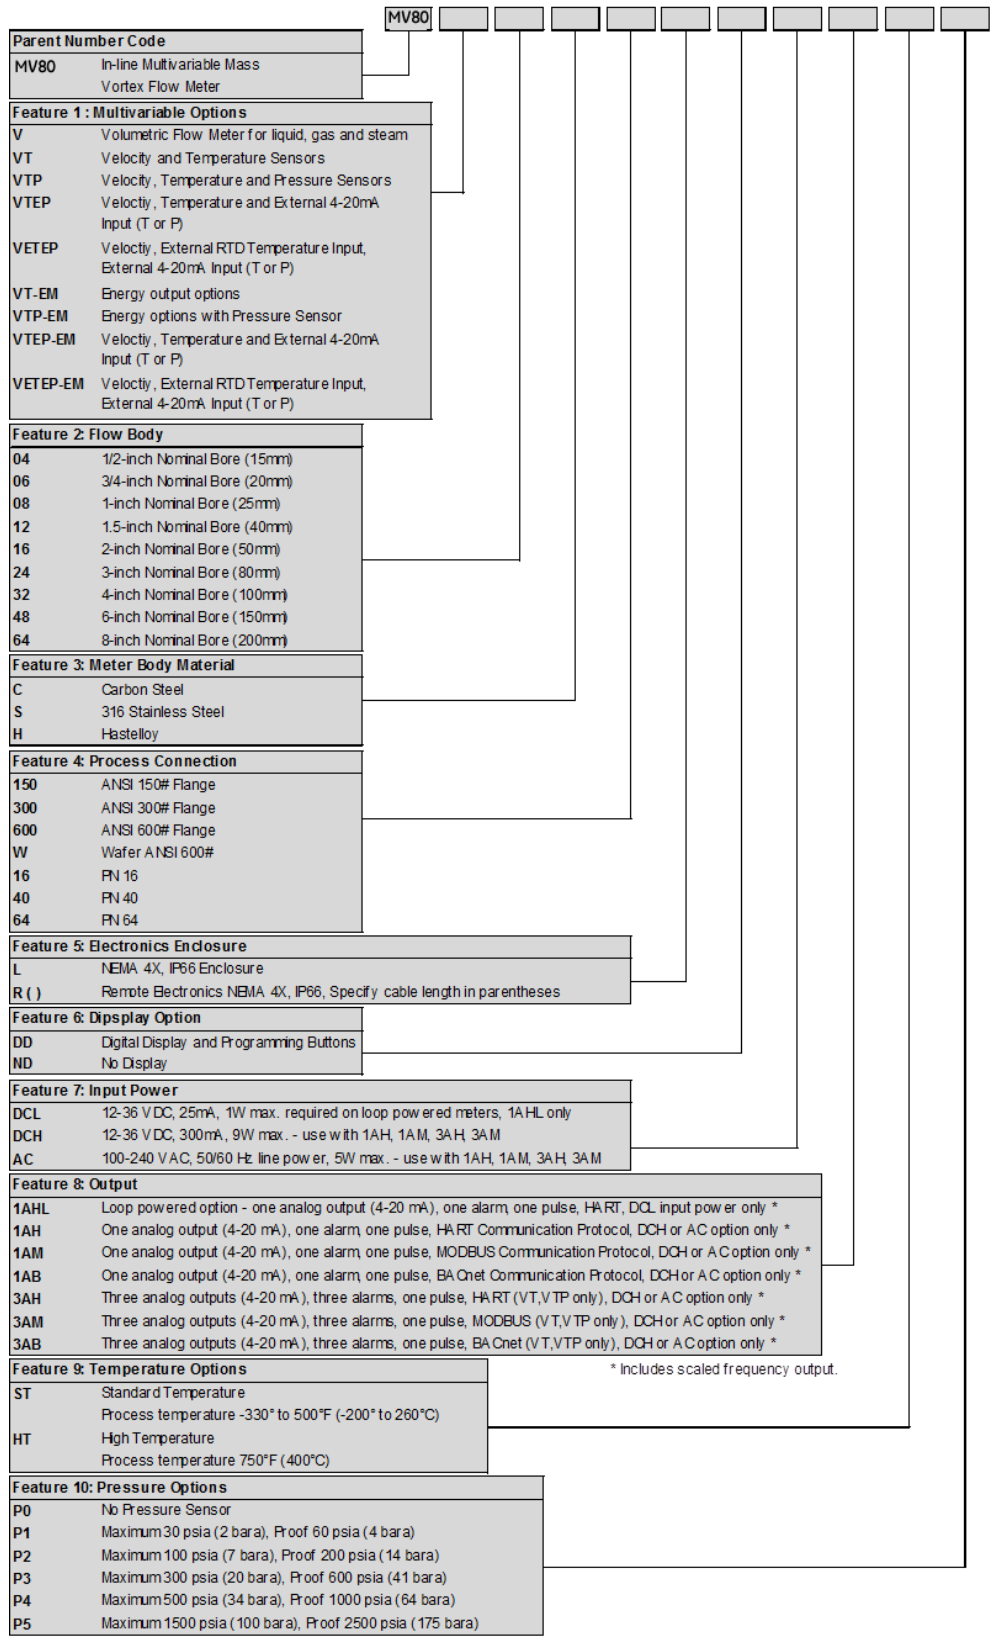 MV80
Parent Number Code
MV80 In-line Multivariable Mass
Vortex Flow Meter
Feature 1 : Multivariable Options
V Volumetric Flow Meter for liquid, gas and steam
VT Velocity and Temperature Sensors
VTP Velocity, Temperature and Pressure Sensors
VTEP Veloctiy, Temperature and External 4-20mA
Input (T or P)
VETEP Veloctiy, External RTD Temperature Input,
External 4-20mA Input (T or P)
VT-EM Energy output options
VTP-EM Energy options with Pressure Sensor
VTEP-EM Veloctiy, Temperature and External 4-20mA
Input (T or P)
VETEP-EM Veloctiy, External RTD Temperature Input,
External 4-20mA Input (T or P)
Feature 2: Flow Body
04 1/2-inch Nominal Bore (15mm)
06 3/4-inch Nominal Bore (20mm)
08 1-inch Nominal Bore (25mm)
12 1.5-inch Nominal Bore (40mm)
16 2-inch Nominal Bore (50mm)
24 3-inch Nominal Bore (80mm)
32 4-inch Nominal Bore (100mm)
48 6-inch Nominal Bore (150mm)
64 8-inch Nominal Bore (200mm)
Feature 3: Meter Body Material
C Carbon Steel
S 316 Stainless Steel
H Hastelloy
Feature 4: Process Connection
150 ANSI 150# Flange
300 ANSI 300# Flange
600 ANSI 600# Flange
W Wafer ANSI 600#
16 PN 16
40 PN 40
64 PN 64
Feature 5: Electronics Enclosure
L NEMA 4X, IP66 Enclosure
R ( ) Remote Electronics NEMA 4X, IP66, Specify cable length in parentheses
Feature 6: Dipsplay Option
DD Digital Display and Programming Buttons
ND No Display
Feature 7: Input Power
DCL 12-36 VDC, 25mA, 1W max. required on loop powered meters, 1AHL only
DCH 12-36 VDC, 300mA, 9W max. - use with 1AH, 1AM, 3AH, 3AM
AC 100-240 VAC, 50/60 Hz line power, 5W max. - use with 1AH, 1AM, 3AH, 3AM
Feature 8: Output
1AHL Loop powered option - one analog output (4-20 mA), one alarm, one pulse, HART, DCL input power only *
1AH One analog output (4-20 mA), one alarm, one pulse, HART Communication Protocol, DCH or AC option only *
1AM One analog output (4-20 mA), one alarm, one pulse, MODBUS Communication Protocol, DCH or AC option only *
1AB One analog output (4-20 mA), one alarm, one pulse, BACnet Communication Protocol, DCH or AC option only *
3AH Three analog outputs (4-20 mA), three alarms, one pulse, HART (VT,VTP only), DCH or AC option only *
3AM Three analog outputs (4-20 mA), three alarms, one pulse, MODBUS (VT,VTP only), DCH or AC option only *
3AB Three analog outputs (4-20 mA), three alarms, one pulse, BACnet (VT,VTP only), DCH or AC option only *
Feature 9: Temperature Options
* Includes scaled frequency output.
ST Standard Temperature
Process temperature -330° to 500°F (-200° to 260°C)
HT High Temperature
Process temperature 750°F (400°C)
Feature 10: Pressure Options
P0 No Pressure Sensor
P1 Maximum 30 psia (2 bara), Proof 60 psia (4 bara)
P2 Maximum 100 psia (7 bara), Proof 200 psia (14 bara)
P3 Maximum 300 psia (20 bara), Proof 600 psia (41 bara)
P4 Maximum 500 psia (34 bara), Proof 1000 psia (64 bara)
P5 Maximum 1500 psia (100 bara), Proof 2500 psia (175 bara)